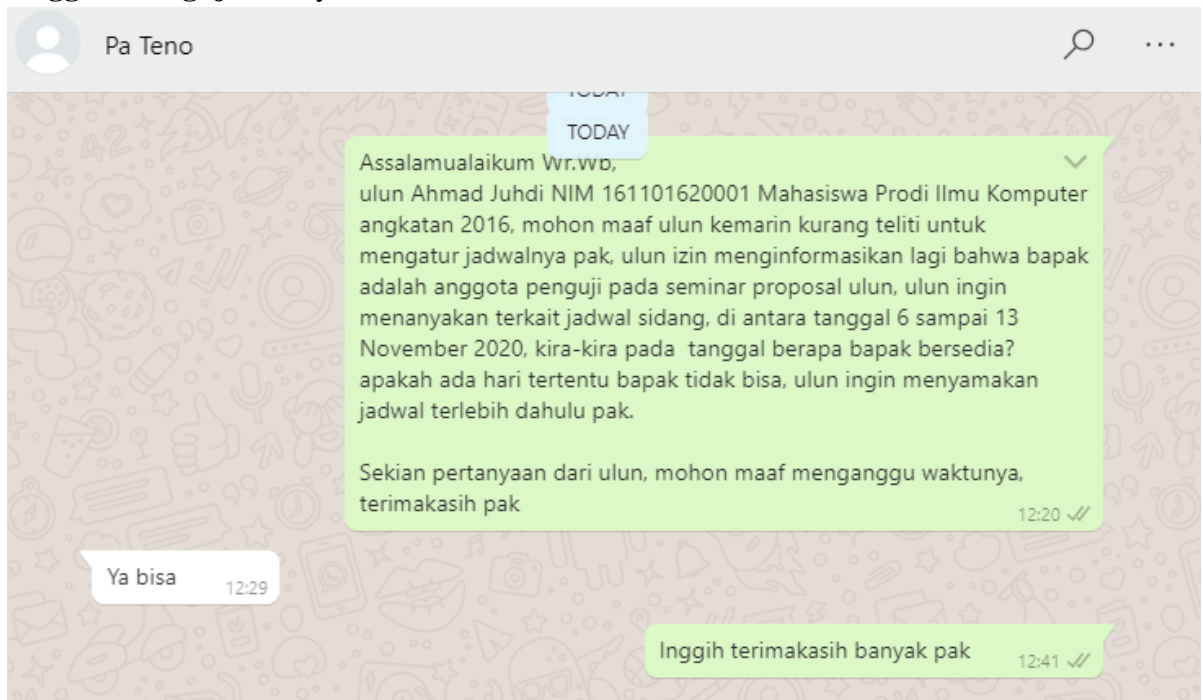 Pa Teno
TODAY
TODAY
Assalamualaikum Wr.Wb,
ulun Ahmad Juhdi NIM 161101620001 Mahasiswa Prodi Ilmu Komputer
angkatan 2016, mohon maaf ulun kemarin kurang teliti untuk
mengatur jadwalnya pak, ulun izin menginformasikan lagi bahwa bapak
adalah anggota penguji pada seminar proposal ulun, ulun ingin
menanyakan terkait jadwal sidang, di antara tanggal 6 sampai 13
November 2020, kira-kira pada  tanggal berapa bapak bersedia?
apakah ada hari tertentu bapak tidak bisa, ulun ingin menyamakan
jadwal terlebih dahulu pak.
Sekian pertanyaan dari ulun, mohon maaf menganggu waktunya,
terimakasih pak
12:20
Ya bisa 12:29
Inggih terimakasih banyak pak 12:41